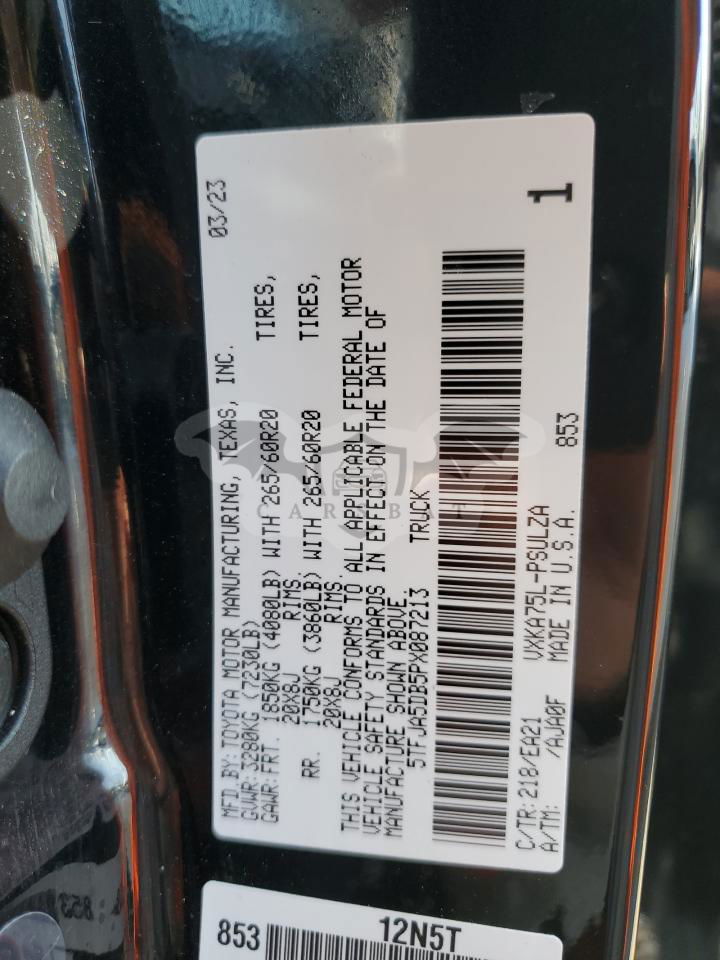 03/23
MFD.BY:TOYOTA MOTOR MANUFACTURING, TEXAS, INC.
GVWR:3280KG (7230LB)
GAWR:FRT. 1850KG (4080LB) WITH 265/60R20 TIRES,
20X8J RIMS.
RR. 1750KG (3860LB) WITH 265/60R20 TIRES,
20X8J RIMS.
THIS VEHICLE CONFORMS TO ALL APPLICABLE FEDERAL MOTOR
VEHICLE SAFETY STANDARDS IN EFFECT ON THE DATE OF
MANUFACTURE SHOWN ABOVE.
5TFJA5DB5PX087213 TRUCK
1
C/TR:218/EA21 VXKA75L-PSULZA 853
A/TM: /AJA0F MADE IN U.S.A.
853 12N5T
CARSBAT